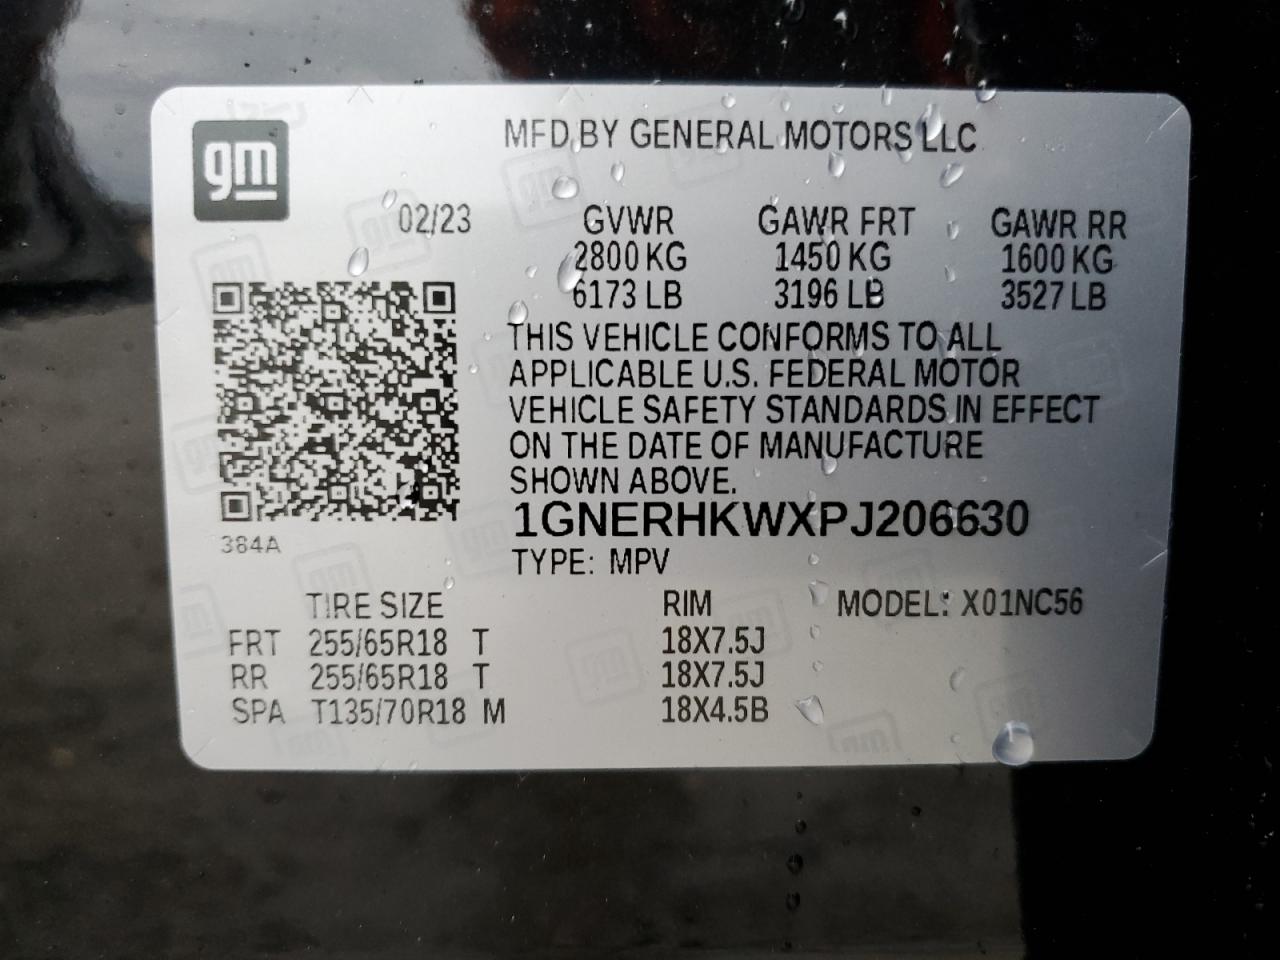 gm
MFD BY GENERAL MOTORS LLC
02/23
GVWR GAWR FRT GAWR RR
2800 KG 1450 KG 1600 KG
6173 LB 3196 LB 3527 LB
THIS VEHICLE CONFORMS TO ALL
APPLICABLE U.S. FEDERAL MOTOR
VEHICLE SAFETY STANDARDS IN EFFECT
ON THE DATE OF MANUFACTURE
SHOWN ABOVE.
1GNERHKWXPJ206630
384A
TYPE: MPV
TIRE SIZE RIM MODEL: X01NC56
FRT 255/65R18 T 18X7.5J
RR 255/65R18 T 18X7.5J
SPA T135/70R18 M 18X4.5B